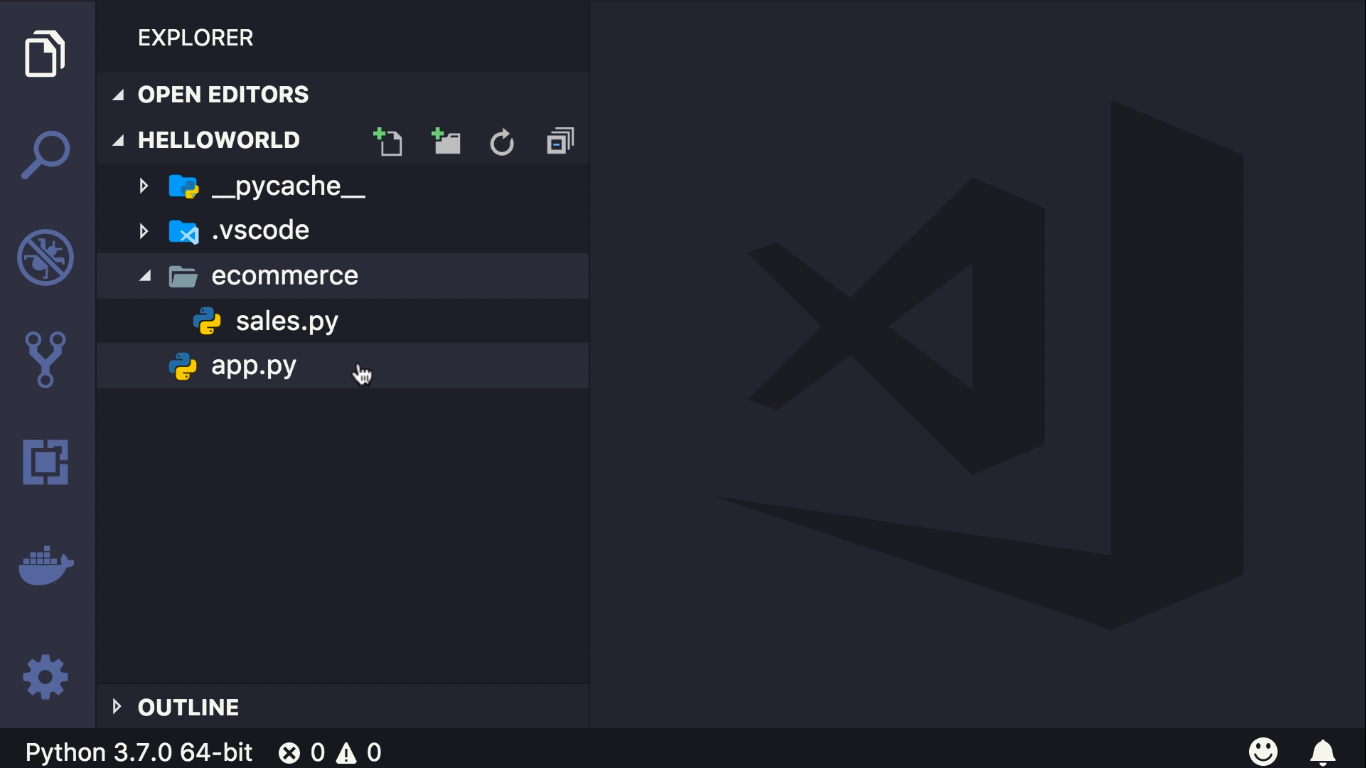 EXPLORER
OPEN EDITORS
HELLOWORLD
__pycache__
.vscode
ecommerce
sales.py
app.py
OUTLINE
Python 3.7.0 64-bit 0 0